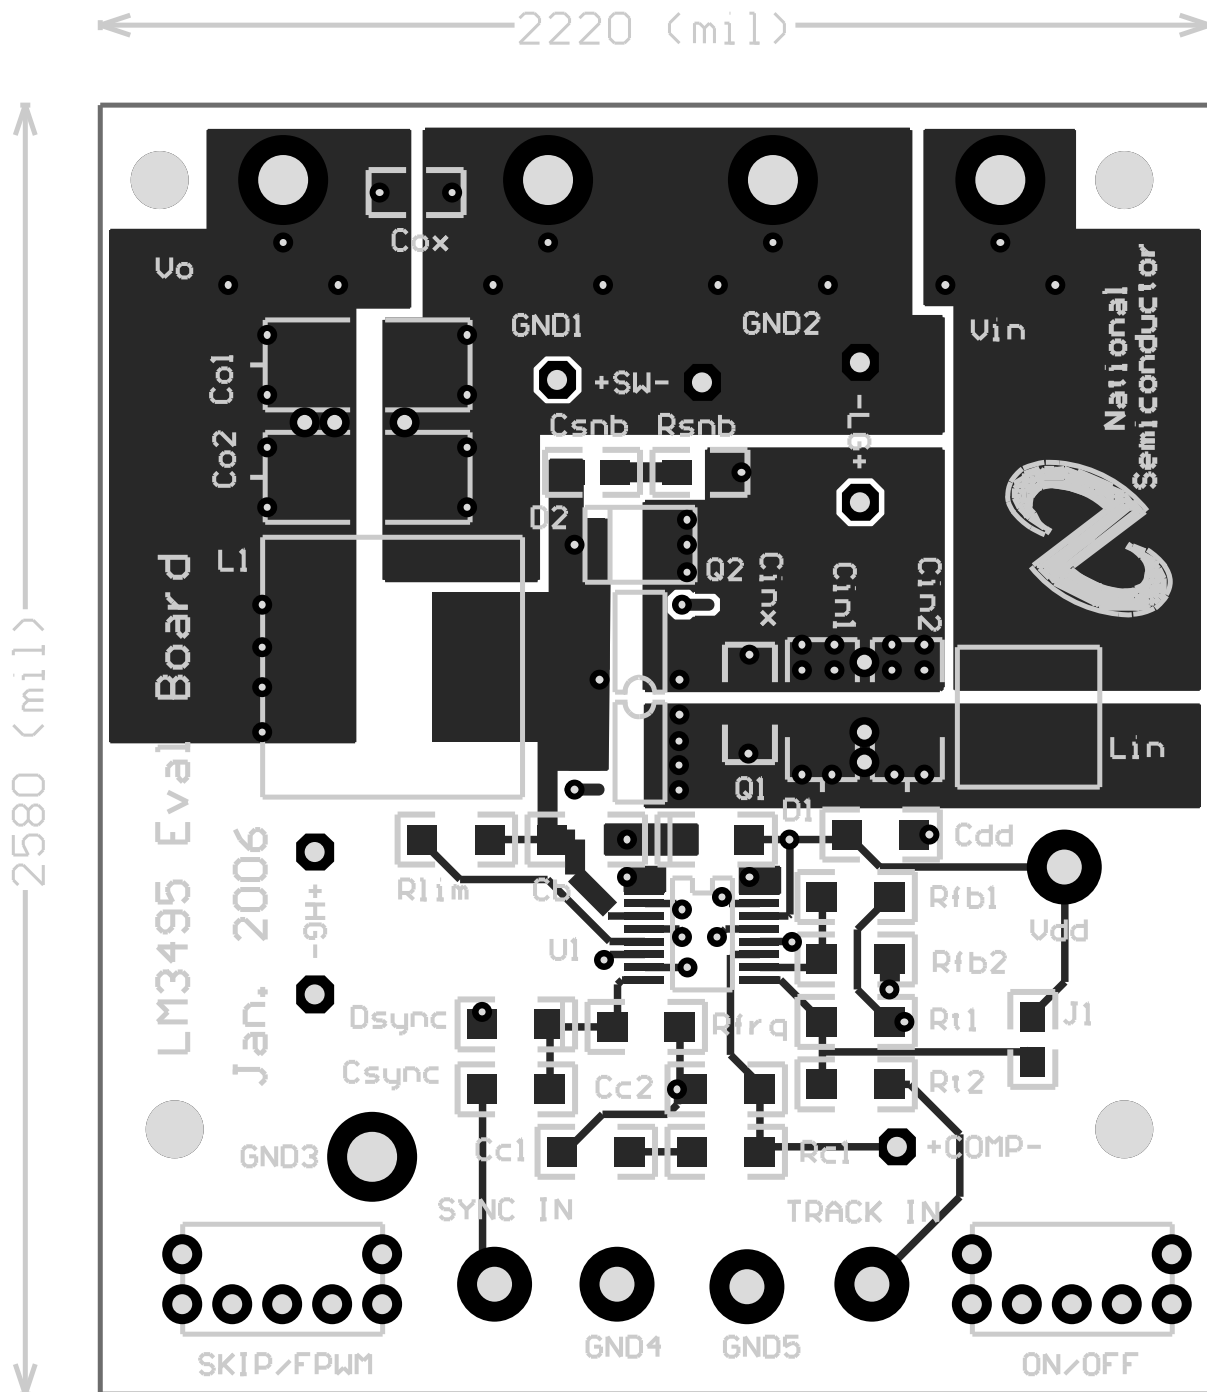 2220 (mil)
2580 (mil)
Cox
Vo
GND1
GND2
Vin
National
Semiconductor
+SW-
-LG+
Co1
Csnb
Rsnb
Co2
D2
L1
Q2
Cinx
Cin1
Cin2
Lin
Q1
D1
Cdd
LM3495 Eval Board
Jan. 2006
+HG-
Rlim
Cb
Rfb1
Vdd
U1
Rfb2
Dsync
Rfrq
Rt1
J1
Csync
Cc2
Rt2
GND3
Cc1
Rc1
+COMP-
SYNC IN
TRACK IN
GND4
GND5
SKIP/FPWM
ON/OFF